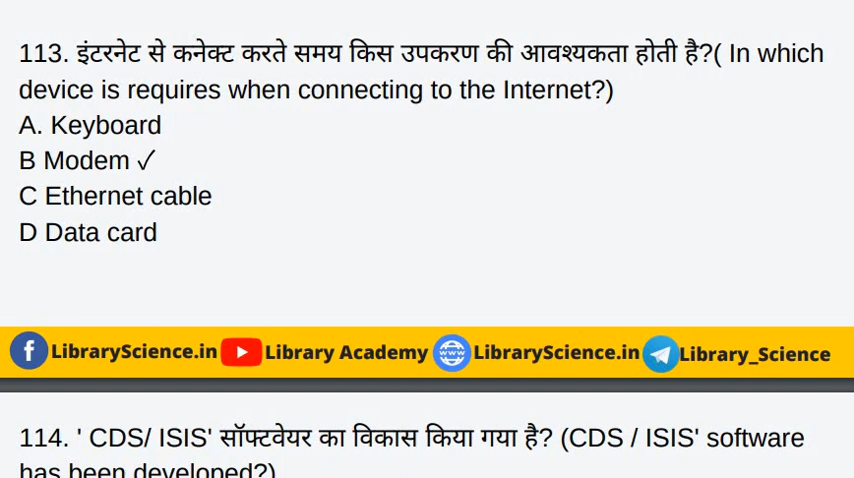 113. इंटरनेट से कनेक्ट करते समय किस उपकरण की आवश्यकता होती है?( In which
device is requires when connecting to the Internet?)
A. Keyboard
B Modem ✓
C Ethernet cable
D Data card
f LibraryScience.in Library Academy www LibraryScience.in Library_Science
114. ' CDS/ ISIS' सॉफ्टवेयर का विकास किया गया है? (CDS / ISIS' software
has been developed?)